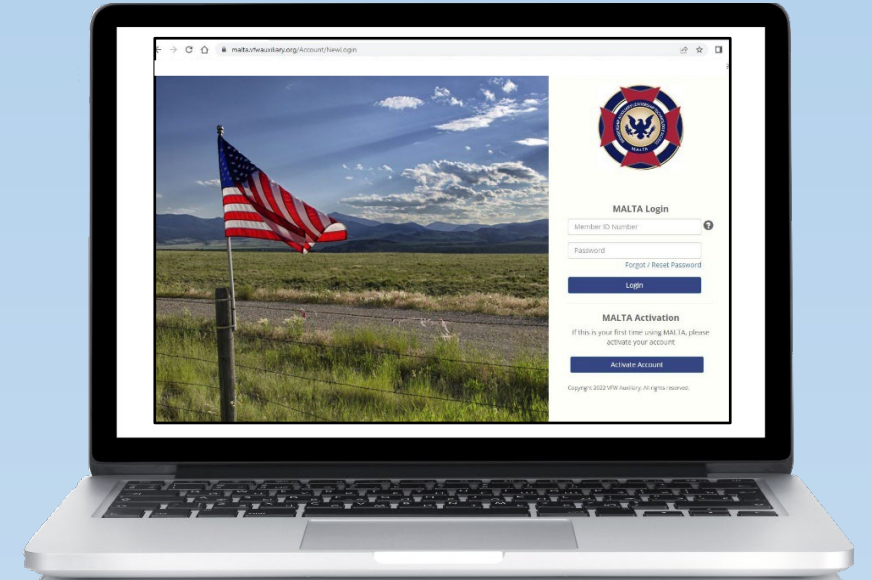 malta.vfwauxiliary.org/Account/NewLogin
MALTA
MALTA Login
Member ID Number
?
Password
Forgot / Reset Password
Login
MALTA Activation
If this is your first time using MALTA, please
activate your account
Activate Account
Copyright 2022 VFW Auxiliary. All rights reserved.